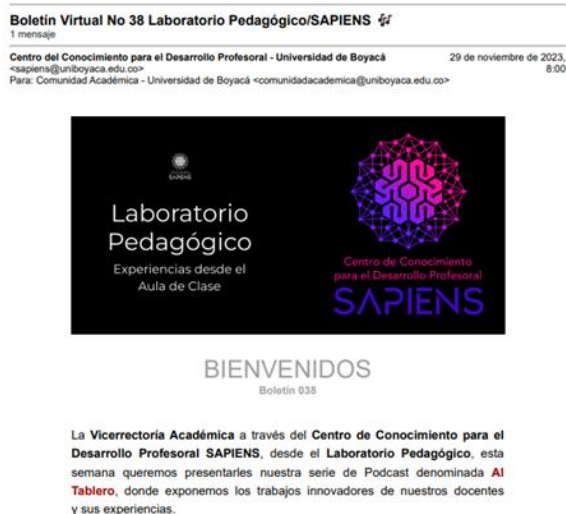 Boletín Virtual No 38 Laboratorio Pedagógico/SAPIENS
1 mensaje
Centro del Conocimiento para el Desarrollo Profesoral - Universidad de Boyacá
29 de noviembre de 2023,
<sapiens@uniboyaca.edu.co>
8:00
Para: Comunidad Académica - Universidad de Boyacá <comunidadacademica@uniboyaca.edu.co>
SAPIENS
Laboratorio
Pedagógico
Experiencias desde el
Aula de Clase
Centro de Conocimiento
para el Desarrollo Profesoral
SAPIENS
BIENVENIDOS
Boletín 038
La Vicerrectoría Académica a través del Centro de Conocimiento para el
Desarrollo Profesoral SAPIENS, desde el Laboratorio Pedagógico, esta
semana queremos presentarles nuestra serie de Podcast denominada Al
Tablero, donde exponemos los trabajos innovadores de nuestros docentes
y sus experiencias.